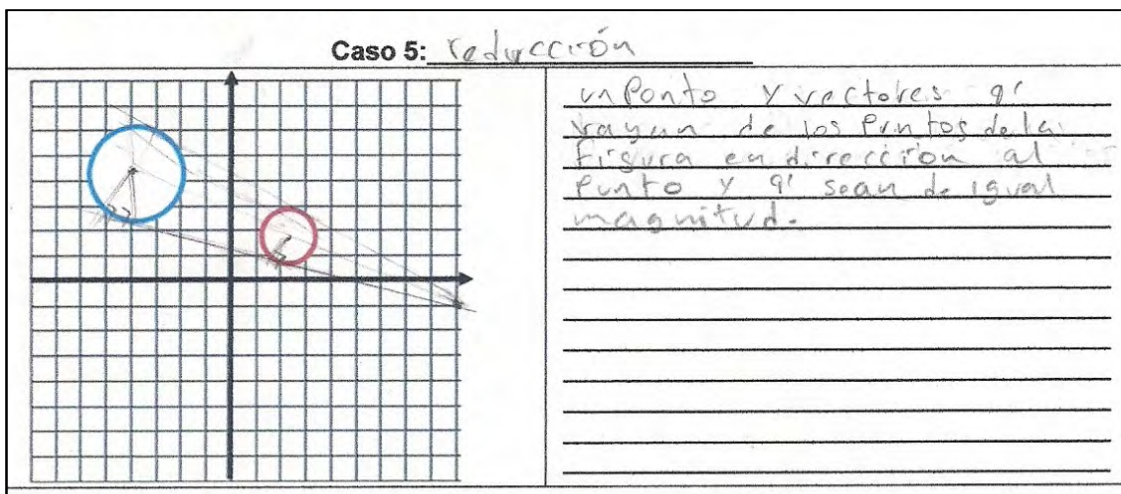 Caso 5: reducción
un Ponto y vectores q'
vayan de los Puntos de la
Figura en dirección al
Punto y q' sean de igual
magnitud.